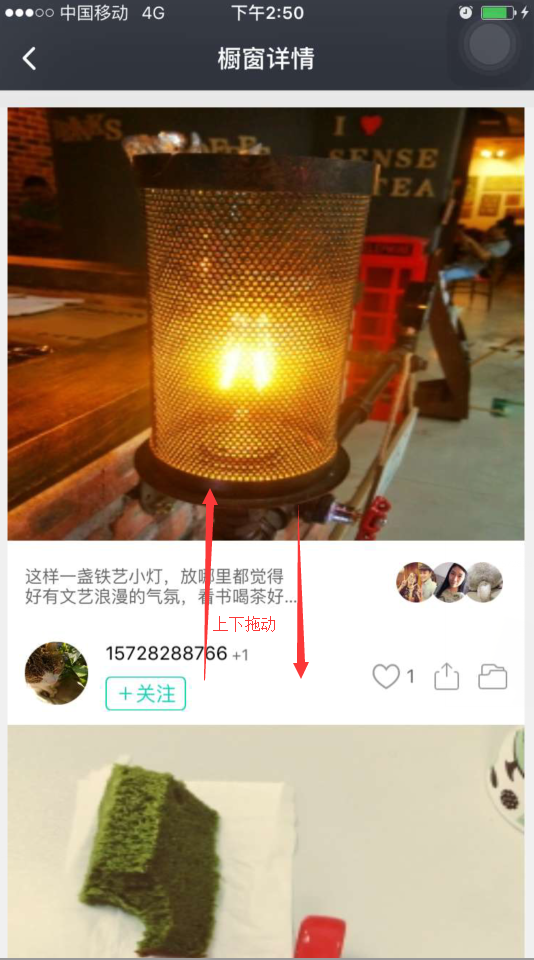 中国移动 4G 下午2:50
橱窗详情
I
SENSE
TEA
这样一盏铁艺小灯，放哪里都觉得
好有文艺浪漫的气氛，看书喝茶好...
上下拖动
15728288766 +1
1
＋关注